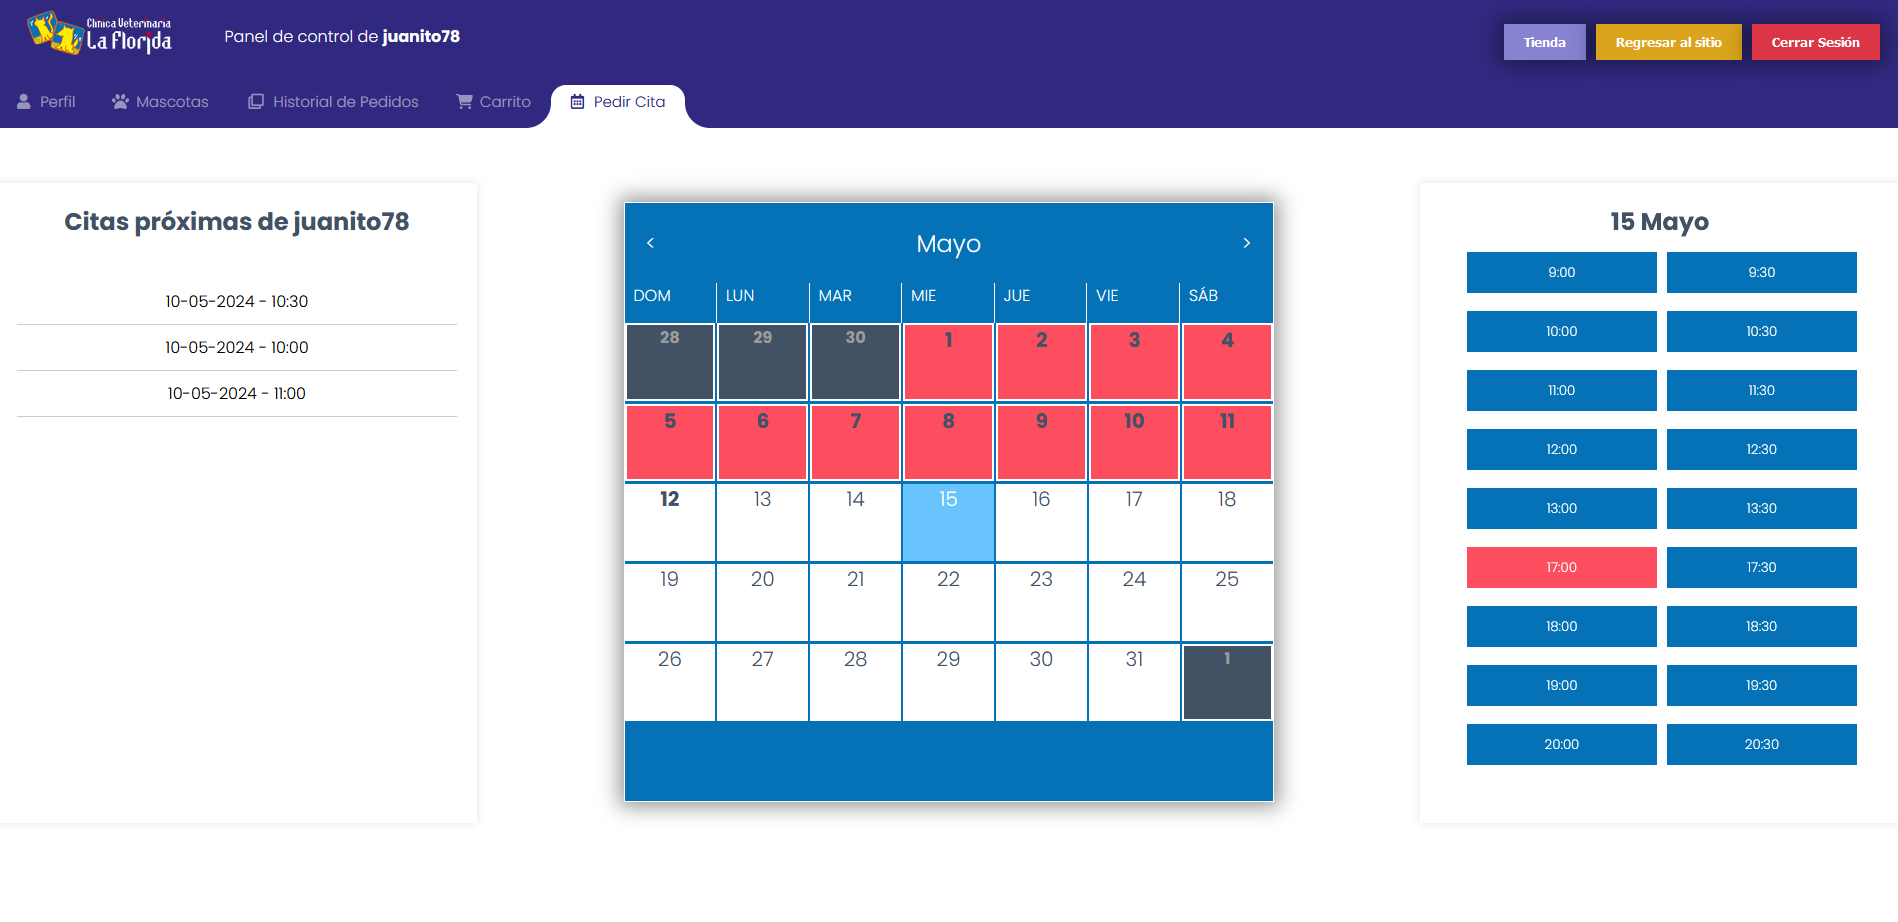 Clinica Veterinaria
La Florida
Panel de control de juanito78
Tienda
Regresar al sitio
Cerrar Sesión
Perfil
Mascotas
Historial de Pedidos
Carrito
Pedir Cita
Citas próximas de juanito78
10-05-2024 - 10:30
10-05-2024 - 10:00
10-05-2024 - 11:00
<
Mayo
>
DOM LUN MAR MIE JUE VIE SÁB
28 29 30 1 2 3 4
5 6 7 8 9 10 11
12 13 14 15 16 17 18
19 20 21 22 23 24 25
26 27 28 29 30 31 1
15 Mayo
9:00 9:30
10:00 10:30
11:00 11:30
12:00 12:30
13:00 13:30
17:00 17:30
18:00 18:30
19:00 19:30
20:00 20:30